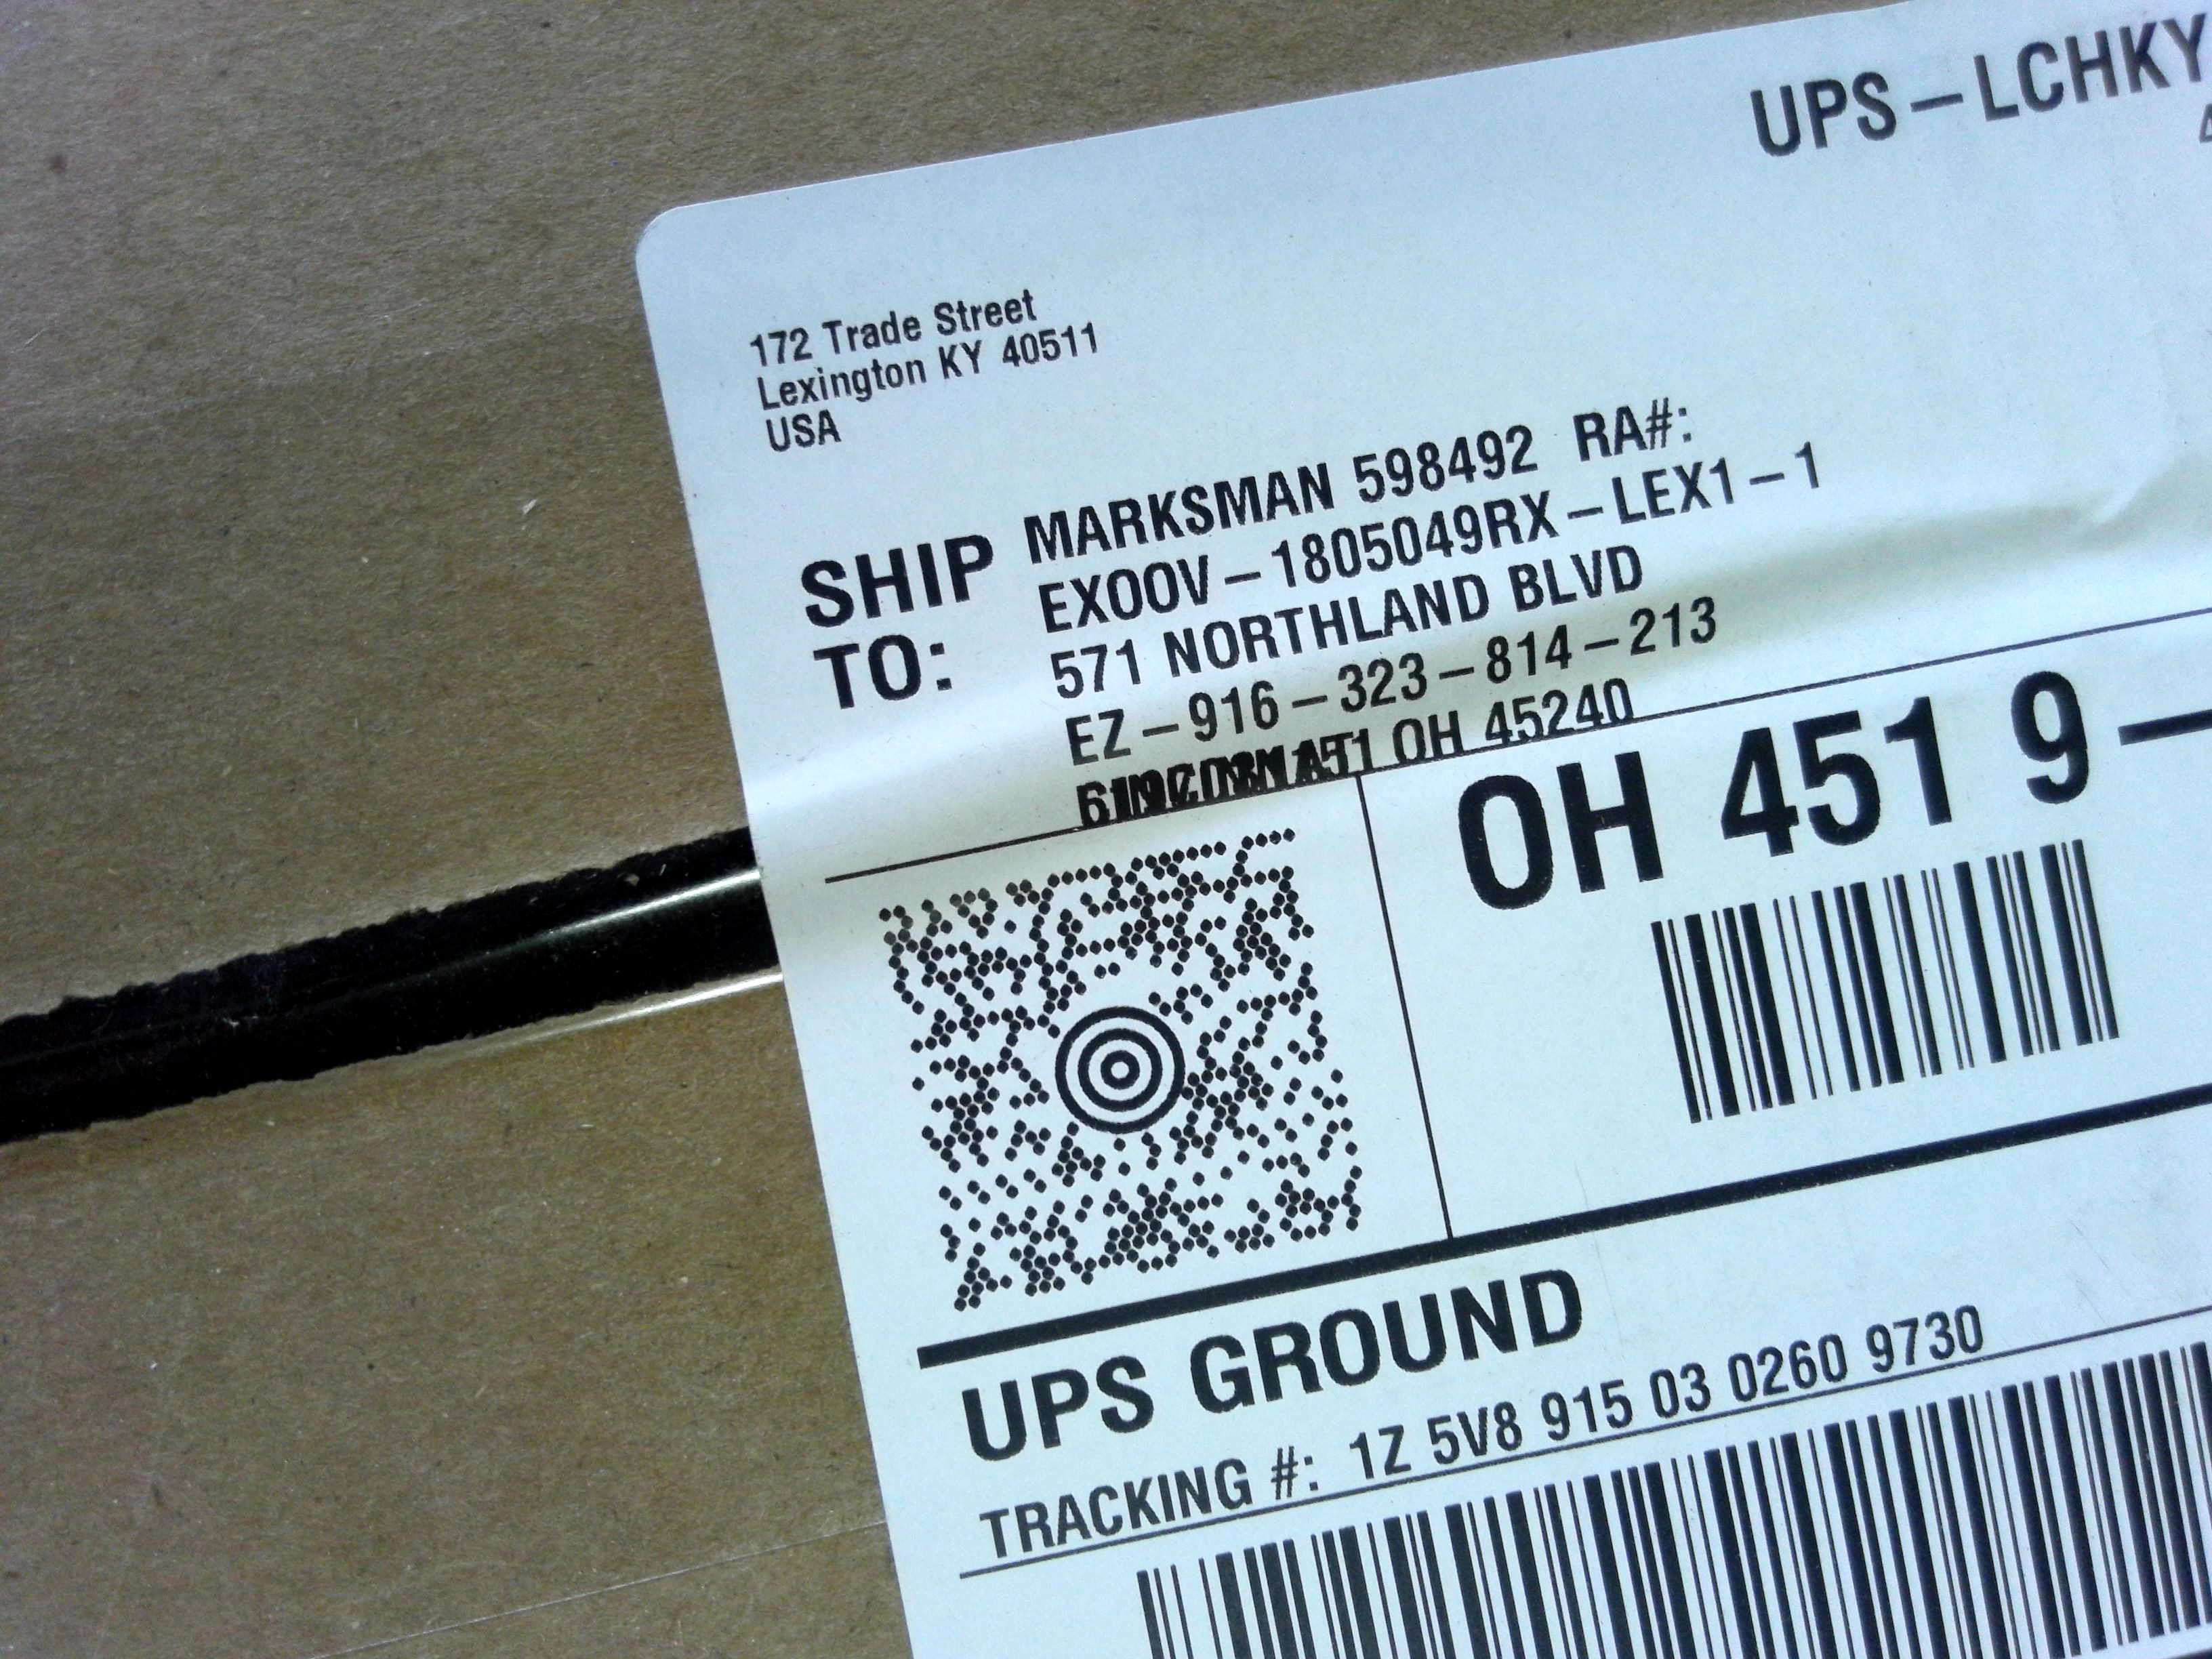 UPS-LCHKY
172 Trade Street
Lexington KY 40511
USA
SHIP TO:
MARKSMAN 598492 RA#:
EXOOV-1805049RX-LEX1-1
571 NORTHLAND BLVD
EZ-916-323-814-213
OH 45240
OH 451 9-
UPS GROUND
TRACKING #: 1Z 5V8 915 03 0260 9730